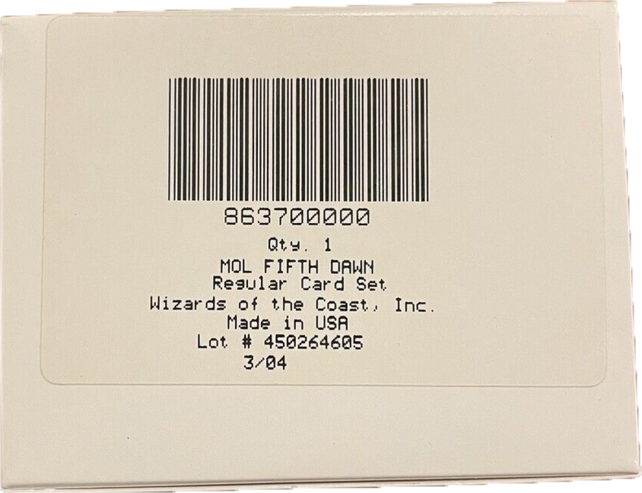 863700000
Qty. 1
MOL FIFTH DAWN
Regular Card Set
Wizards of the Coast, Inc.
Made in USA
Lot # 450264605
3/04